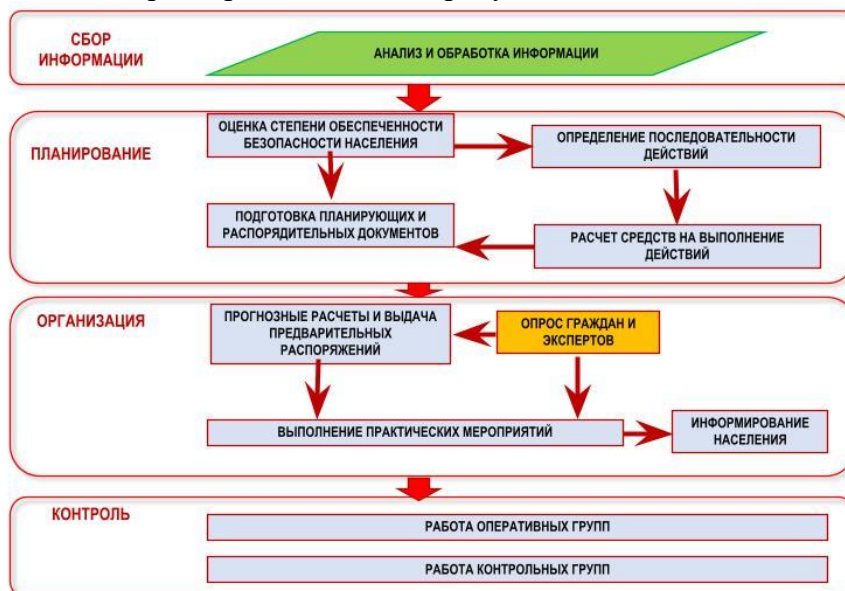 СБОР
ИНФОРМАЦИИ
АНАЛИЗ И ОБРАБОТКА ИНФОРМАЦИИ
ПЛАНИРОВАНИЕ
ОЦЕНКА СТЕПЕНИ ОБЕСПЕЧЕННОСТИ
БЕЗОПАСНОСТИ НАСЕЛЕНИЯ
ОПРЕДЕЛЕНИЕ ПОСЛЕДОВАТЕЛЬНОСТИ
ДЕЙСТВИЙ
ПОДГОТОВКА ПЛАНИРУЮЩИХ И
РАСПОРЯДИТЕЛЬНЫХ ДОКУМЕНТОВ
РАСЧЕТ СРЕДСТВ НА ВЫПОЛНЕНИЕ
ДЕЙСТВИЙ
ОРГАНИЗАЦИЯ
ПРОГНОЗНЫЕ РАСЧЕТЫ И ВЫДАЧА
ПРЕДВАРИТЕЛЬНЫХ
РАСПОРЯЖЕНИЙ
ОПРОС ГРАЖДАН И
ЭКСПЕРТОВ
ВЫПОЛНЕНИЕ ПРАКТИЧЕСКИХ МЕРОПРИЯТИЙ
ИНФОРМИРОВАНИЕ
НАСЕЛЕНИЯ
КОНТРОЛЬ
РАБОТА ОПЕРАТИВНЫХ ГРУПП
РАБОТА КОНТРОЛЬНЫХ ГРУПП